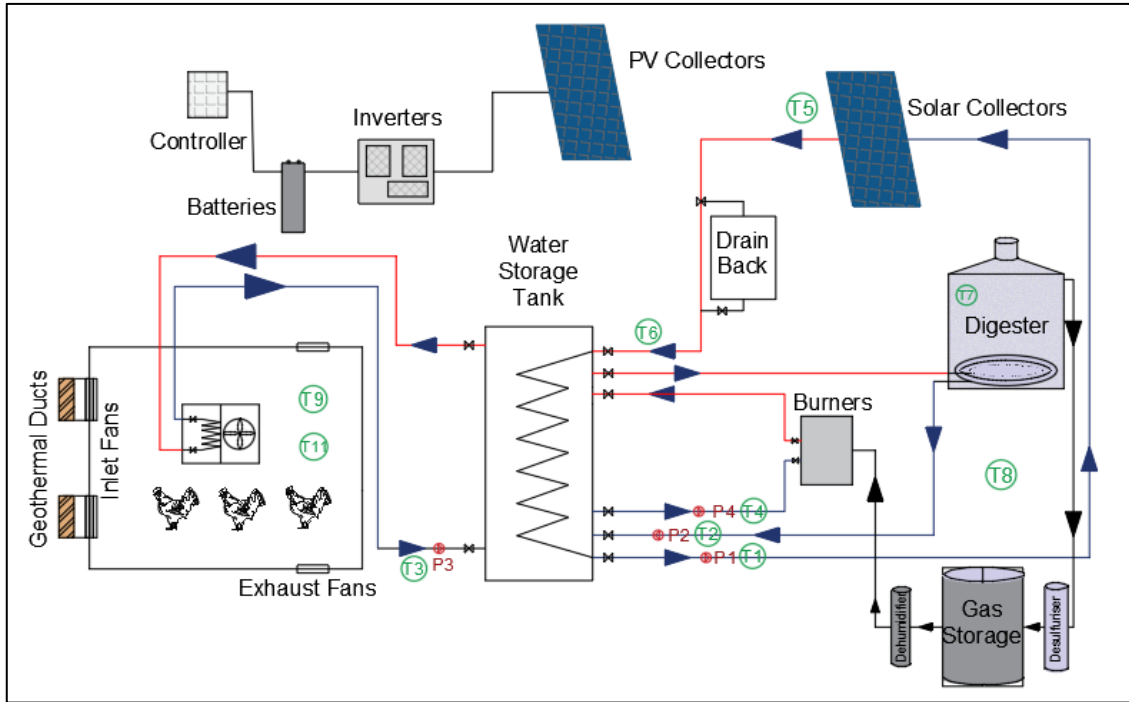 PV Collectors
T5
Solar Collectors
Controller
Inverters
Batteries
Water
Storage
Tank
Drain
Back
T6
T7
Digester
Geothermal Ducts
Inlet Fans
T9
T11
Burners
T8
P4 T4
P2 T2
P1 T1
T3
P3
Exhaust Fans
Dehumidifier
Gas
Storage
Desulfuriser